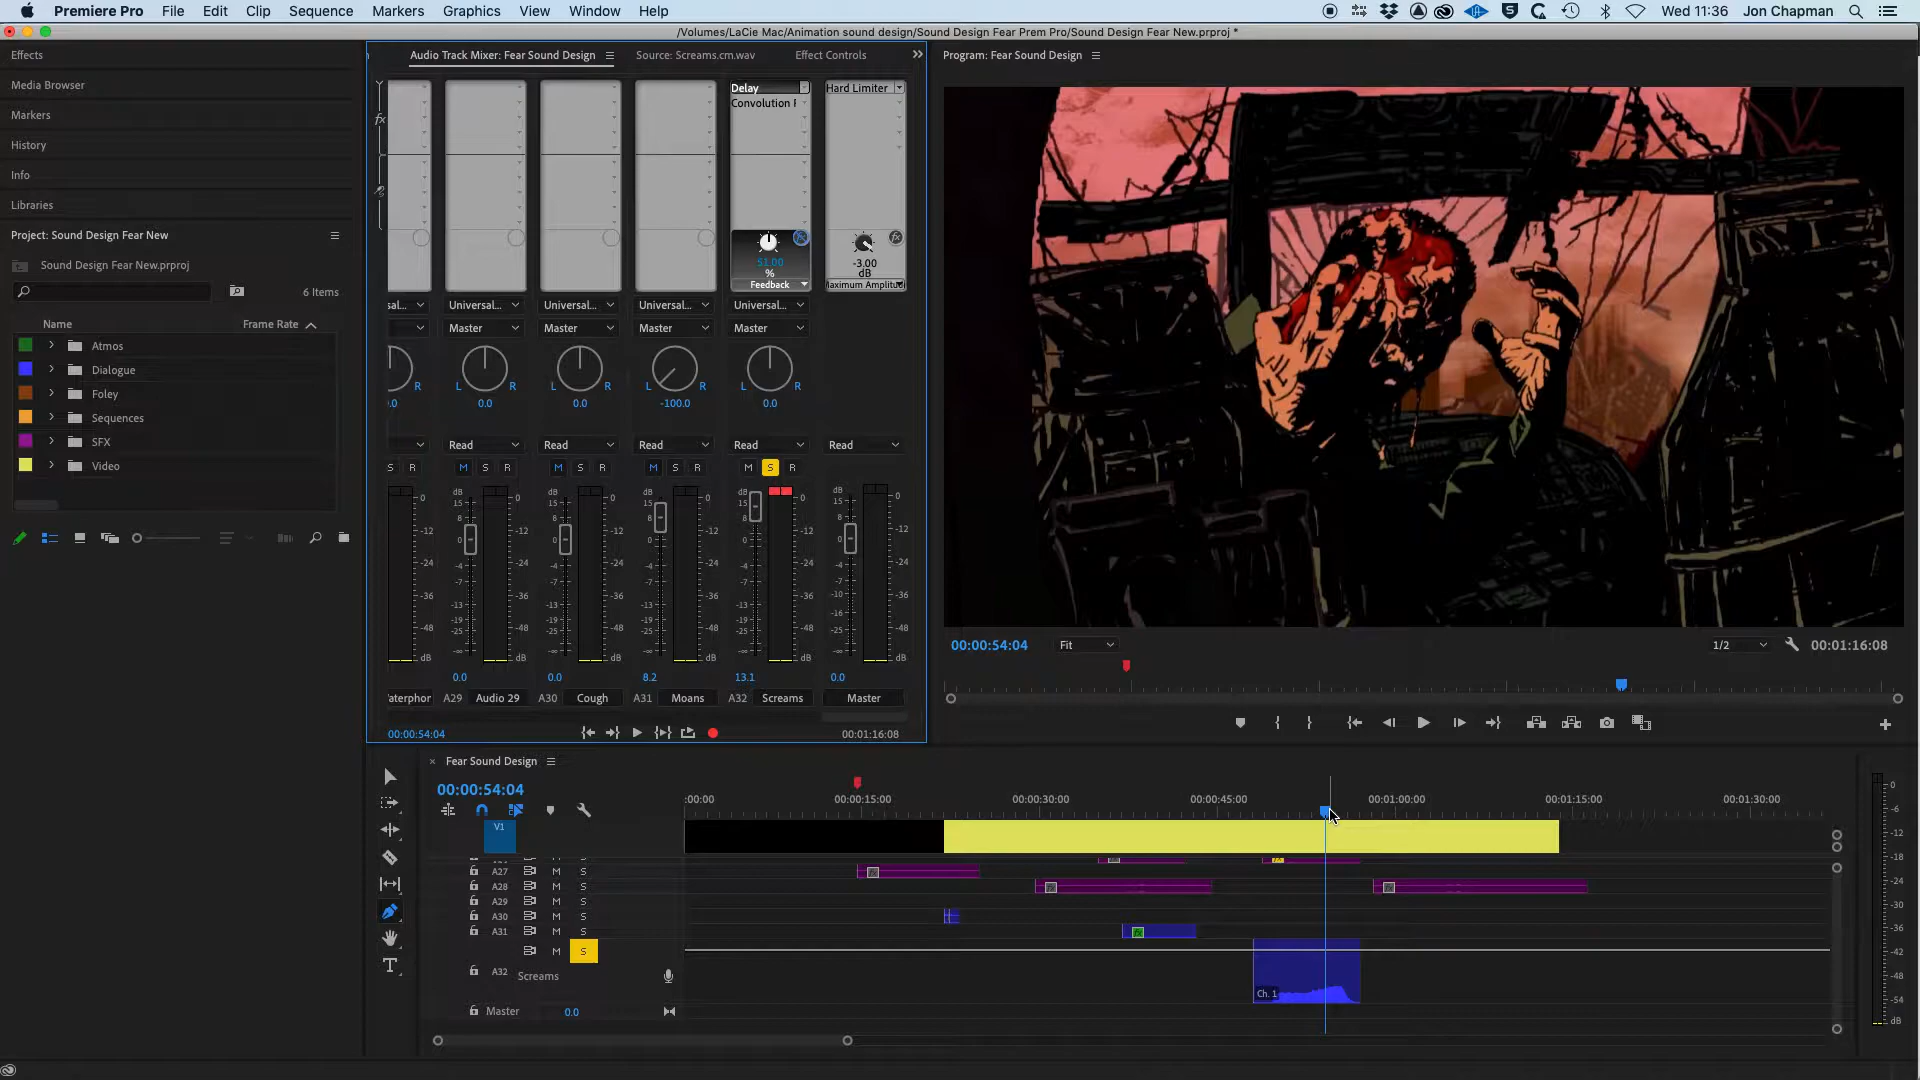 Premiere Pro File Edit Clip Sequence Markers Graphics View Window Help Wed 11:36 Jon Chapman
/Volumes/LaCie Mac/Animation sound design/Sound Design Fear Prem Pro/Sound Design Fear New.prproj *
Effects
Media Browser
Markers
History
Info
Libraries
Project: Sound Design Fear New
Sound Design Fear New.prproj
6 Items
Name Frame Rate
Atmos
Dialogue
Foley
Sequences
SFX
Video
Audio Track Mixer: Fear Sound Design Source: Screams.cm.wav Effect Controls
Delay Hard Limiter
Convolution
fx
51.00 -3.00
% dB
Feedback Maximum Amplitu
sal... Universal... Universal... Universal... Universal...
Master Master Master Master
L R L R L R L R
0.0 0.0 -100.0 0.0
Read Read Read Read Read
S R M S R M S R M S R M S R
dB dB dB dB dB
15 0 15 0 15 0 15 0 15 0
8 8 8 8 8
0 -12 0 -12 0 -12 0 -12 0 -12
-4 -24 -4 -24 -4 -24 -4 -24 -4 -24
-7 -36 -7 -36 -7 -36 -7 -36 -7 -36
-13 -13 -13 -13 -10
-19 -48 -19 -48 -19 -48 -19 -48 -16 -48
-25 -25 -25 -25 -25
-∞ dB -∞ dB -∞ dB -∞ dB -∞ dB
0.0 0.0 8.2 13.1 0.0
aterphor A29 Audio 29 A30 Cough A31 Moans A32 Screams Master
00:00:54:04 00:01:16:08
Program: Fear Sound Design
00:00:54:04 Fit 1/2 00:01:16:08
Fear Sound Design
00:00:54:04
:00:00 00:00:15:00 00:00:30:00 00:00:45:00 00:01:00:00 00:01:15:00 00:01:30:00
V1
A27 M S
A28 M S
A29 M S
A30 M S
A31 M S
M S
A32 Screams
Ch. 1
Master 0.0
0
-6
-12
-18
-24
-30
-36
-42
-48
-54
dB